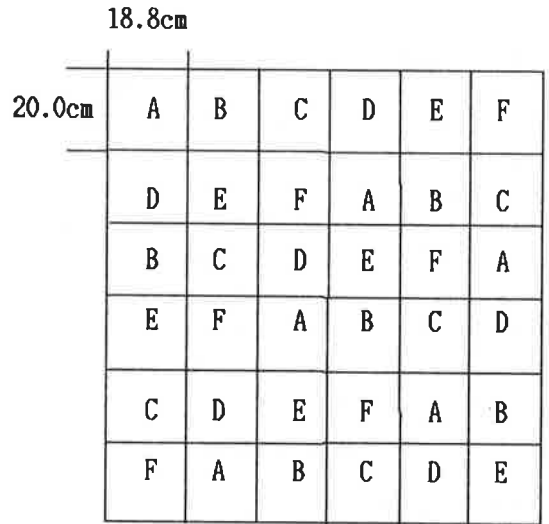 18.8cm
20.0cm A B C D E F
D E F A B C
B C D E F A
E F A B C D
C D E F A B
F A B C D E